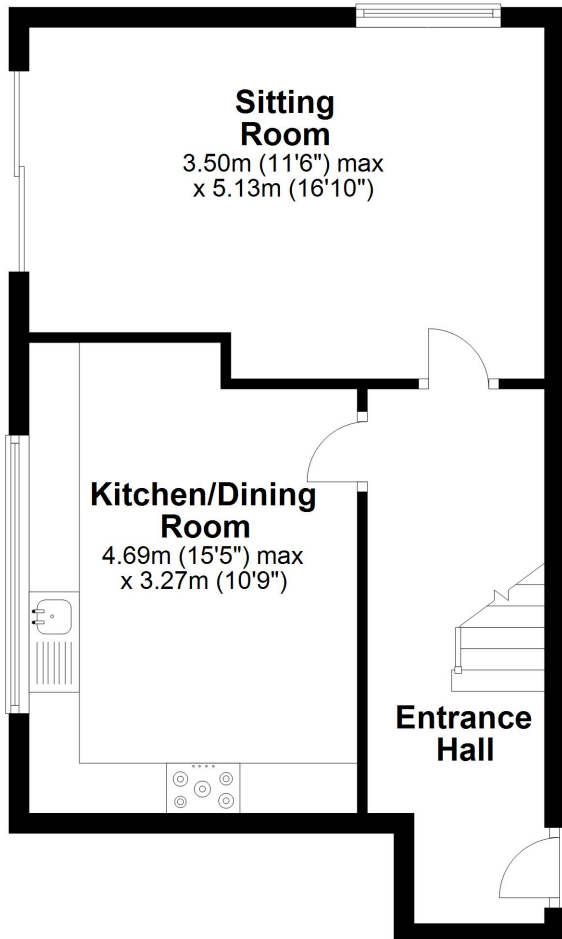 Sitting
Room
3.50m (11'6") max
x 5.13m (16'10")
Kitchen/Dining
Room
4.69m (15'5") max
x 3.27m (10'9")
Entrance
Hall